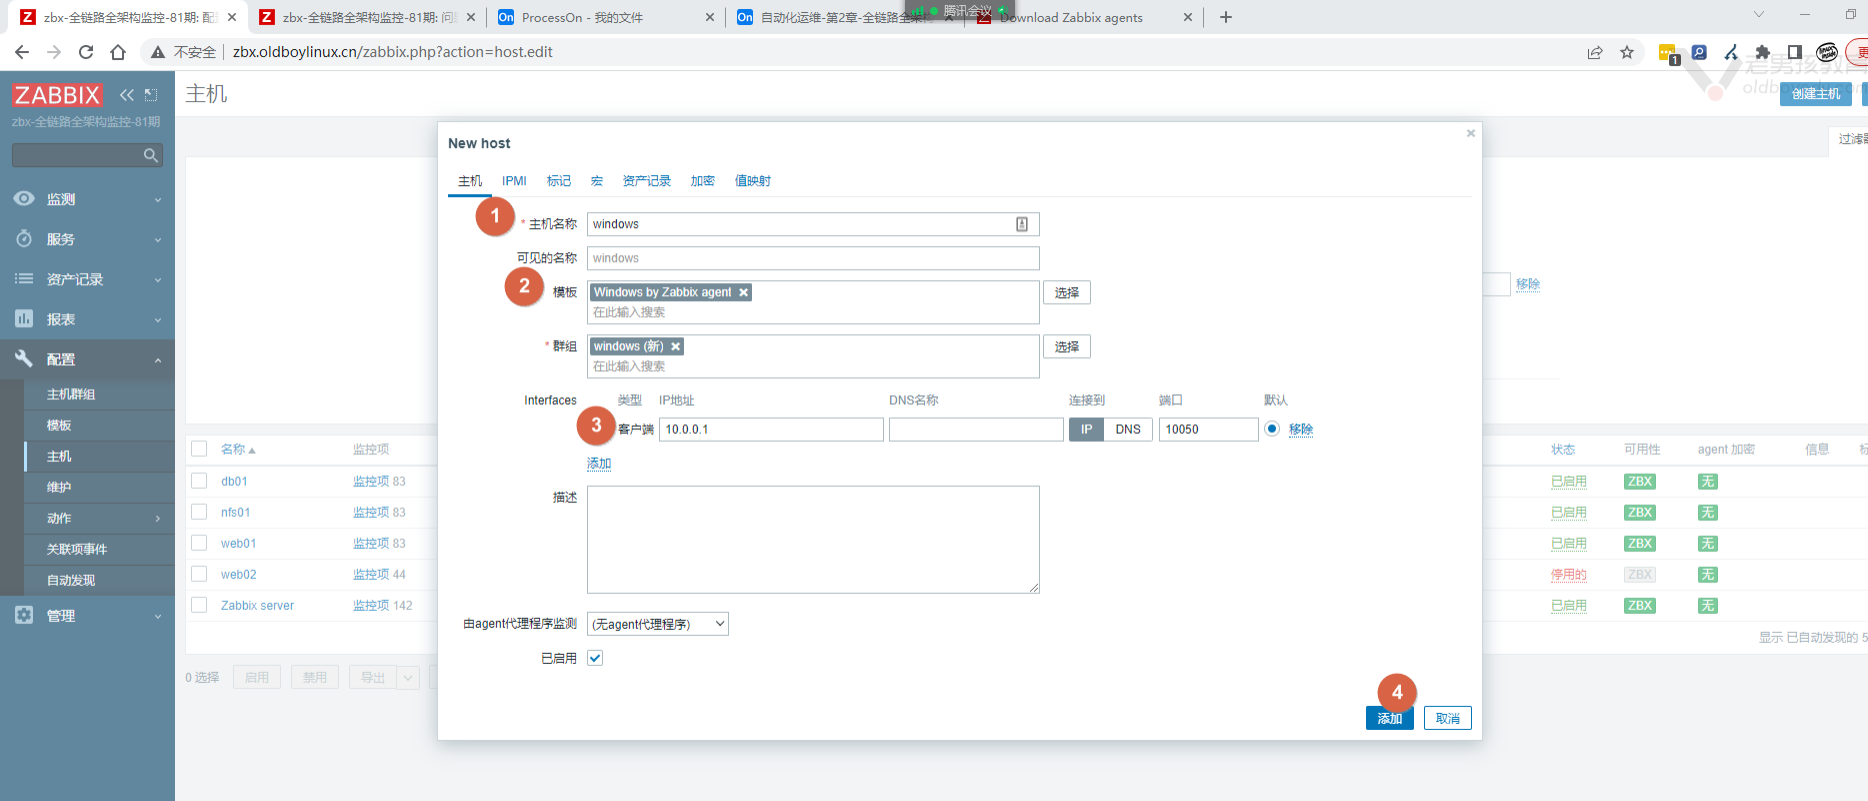 zbx-全链路全架构监控-81期: 配
zbx-全链路全架构监控-81期: 问
ProcessOn - 我的文件
自动化运维-第2章-全链路全架
腾讯会议
Download Zabbix agents
不安全
zbx.oldboylinux.cn/zabbix.php?action=host.edit
1
更
老男孩教育
ZABBIX
zbx-全链路全架构监控-81期
监测
服务
资产记录
报表
配置
主机群组
模板
主机
维护
动作
关联项事件
自动发现
管理
主机
创建主机
过滤器
移除
New host
主机
IPMI
标记
宏
资产记录
加密
值映射
1
* 主机名称
windows
可见的名称
windows
2
模板
Windows by Zabbix agent
在此输入搜索
选择
* 群组
windows (新)
在此输入搜索
选择
Interfaces
类型
IP地址
DNS名称
连接到
端口
默认
3
客户端
10.0.0.1
IP
DNS
10050
移除
添加
描述
由agent代理程序监测
(无agent代理程序)
已启用
4
添加
取消
名称
监控项
状态
可用性
agent 加密
信息
标
db01
监控项 83
已启用
ZBX
无
nfs01
监控项 83
已启用
ZBX
无
web01
监控项 83
已启用
ZBX
无
web02
监控项 44
停用的
ZBX
无
Zabbix server
监控项 142
已启用
ZBX
无
显示 已自动发现的 5
0 选择
启用
禁用
导出